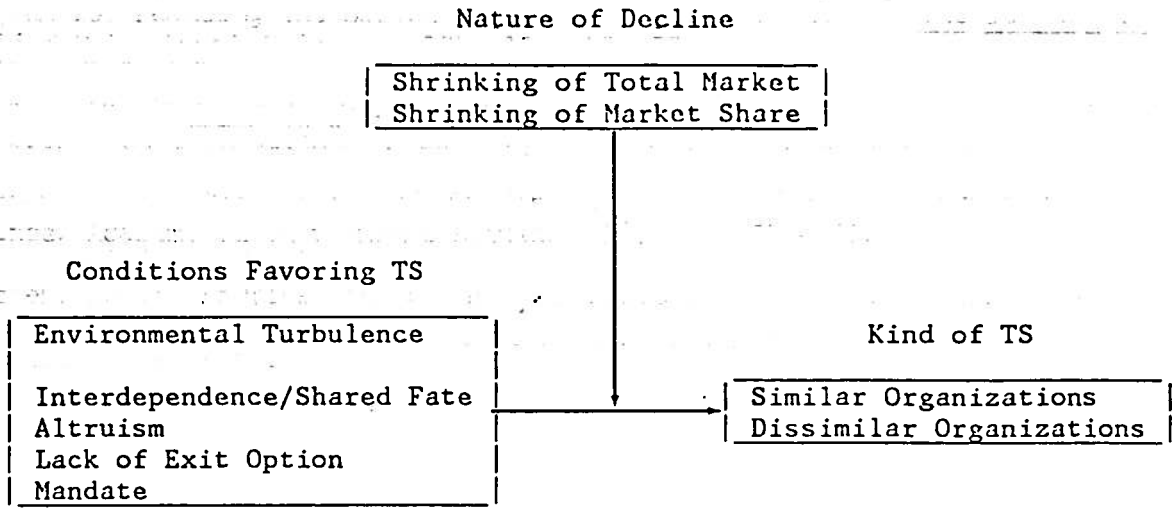 Nature of Decline
Shrinking of Total Market
Shrinking of Market Share
Conditions Favoring TS
Environmental Turbulence
Interdependence/Shared Fate
Altruism
Lack of Exit Option
Mandate
Kind of TS
Similar Organizations
Dissimilar Organizations